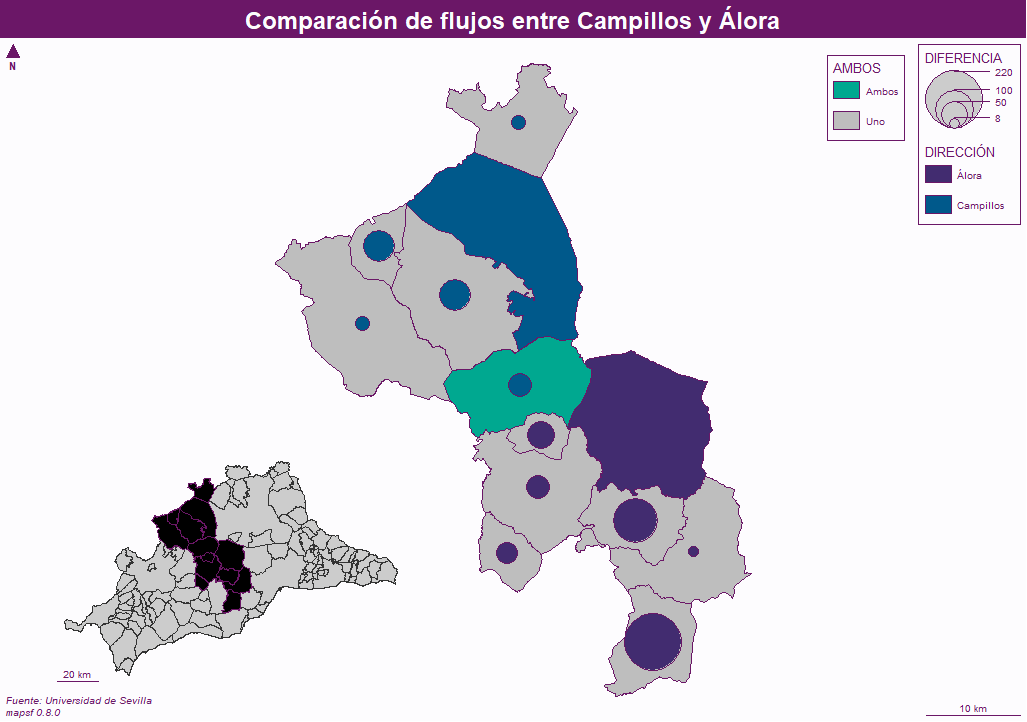 Comparación de flujos entre Campillos y Álora
N
AMBOS
Ambos
Uno
DIFERENCIA
220
100
50
8
DIRECCIÓN
Álora
Campillos
20 km
Fuente: Universidad de Sevilla
mapsf 0.8.0
10 km